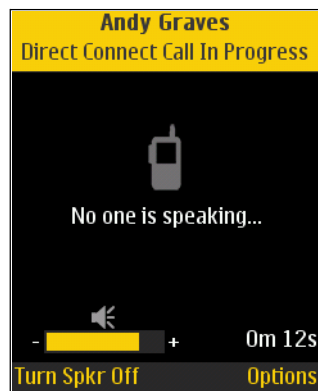 Andy Graves
Direct Connect Call In Progress
No one is speaking...
- + 0m 12s
Turn Spkr Off Options